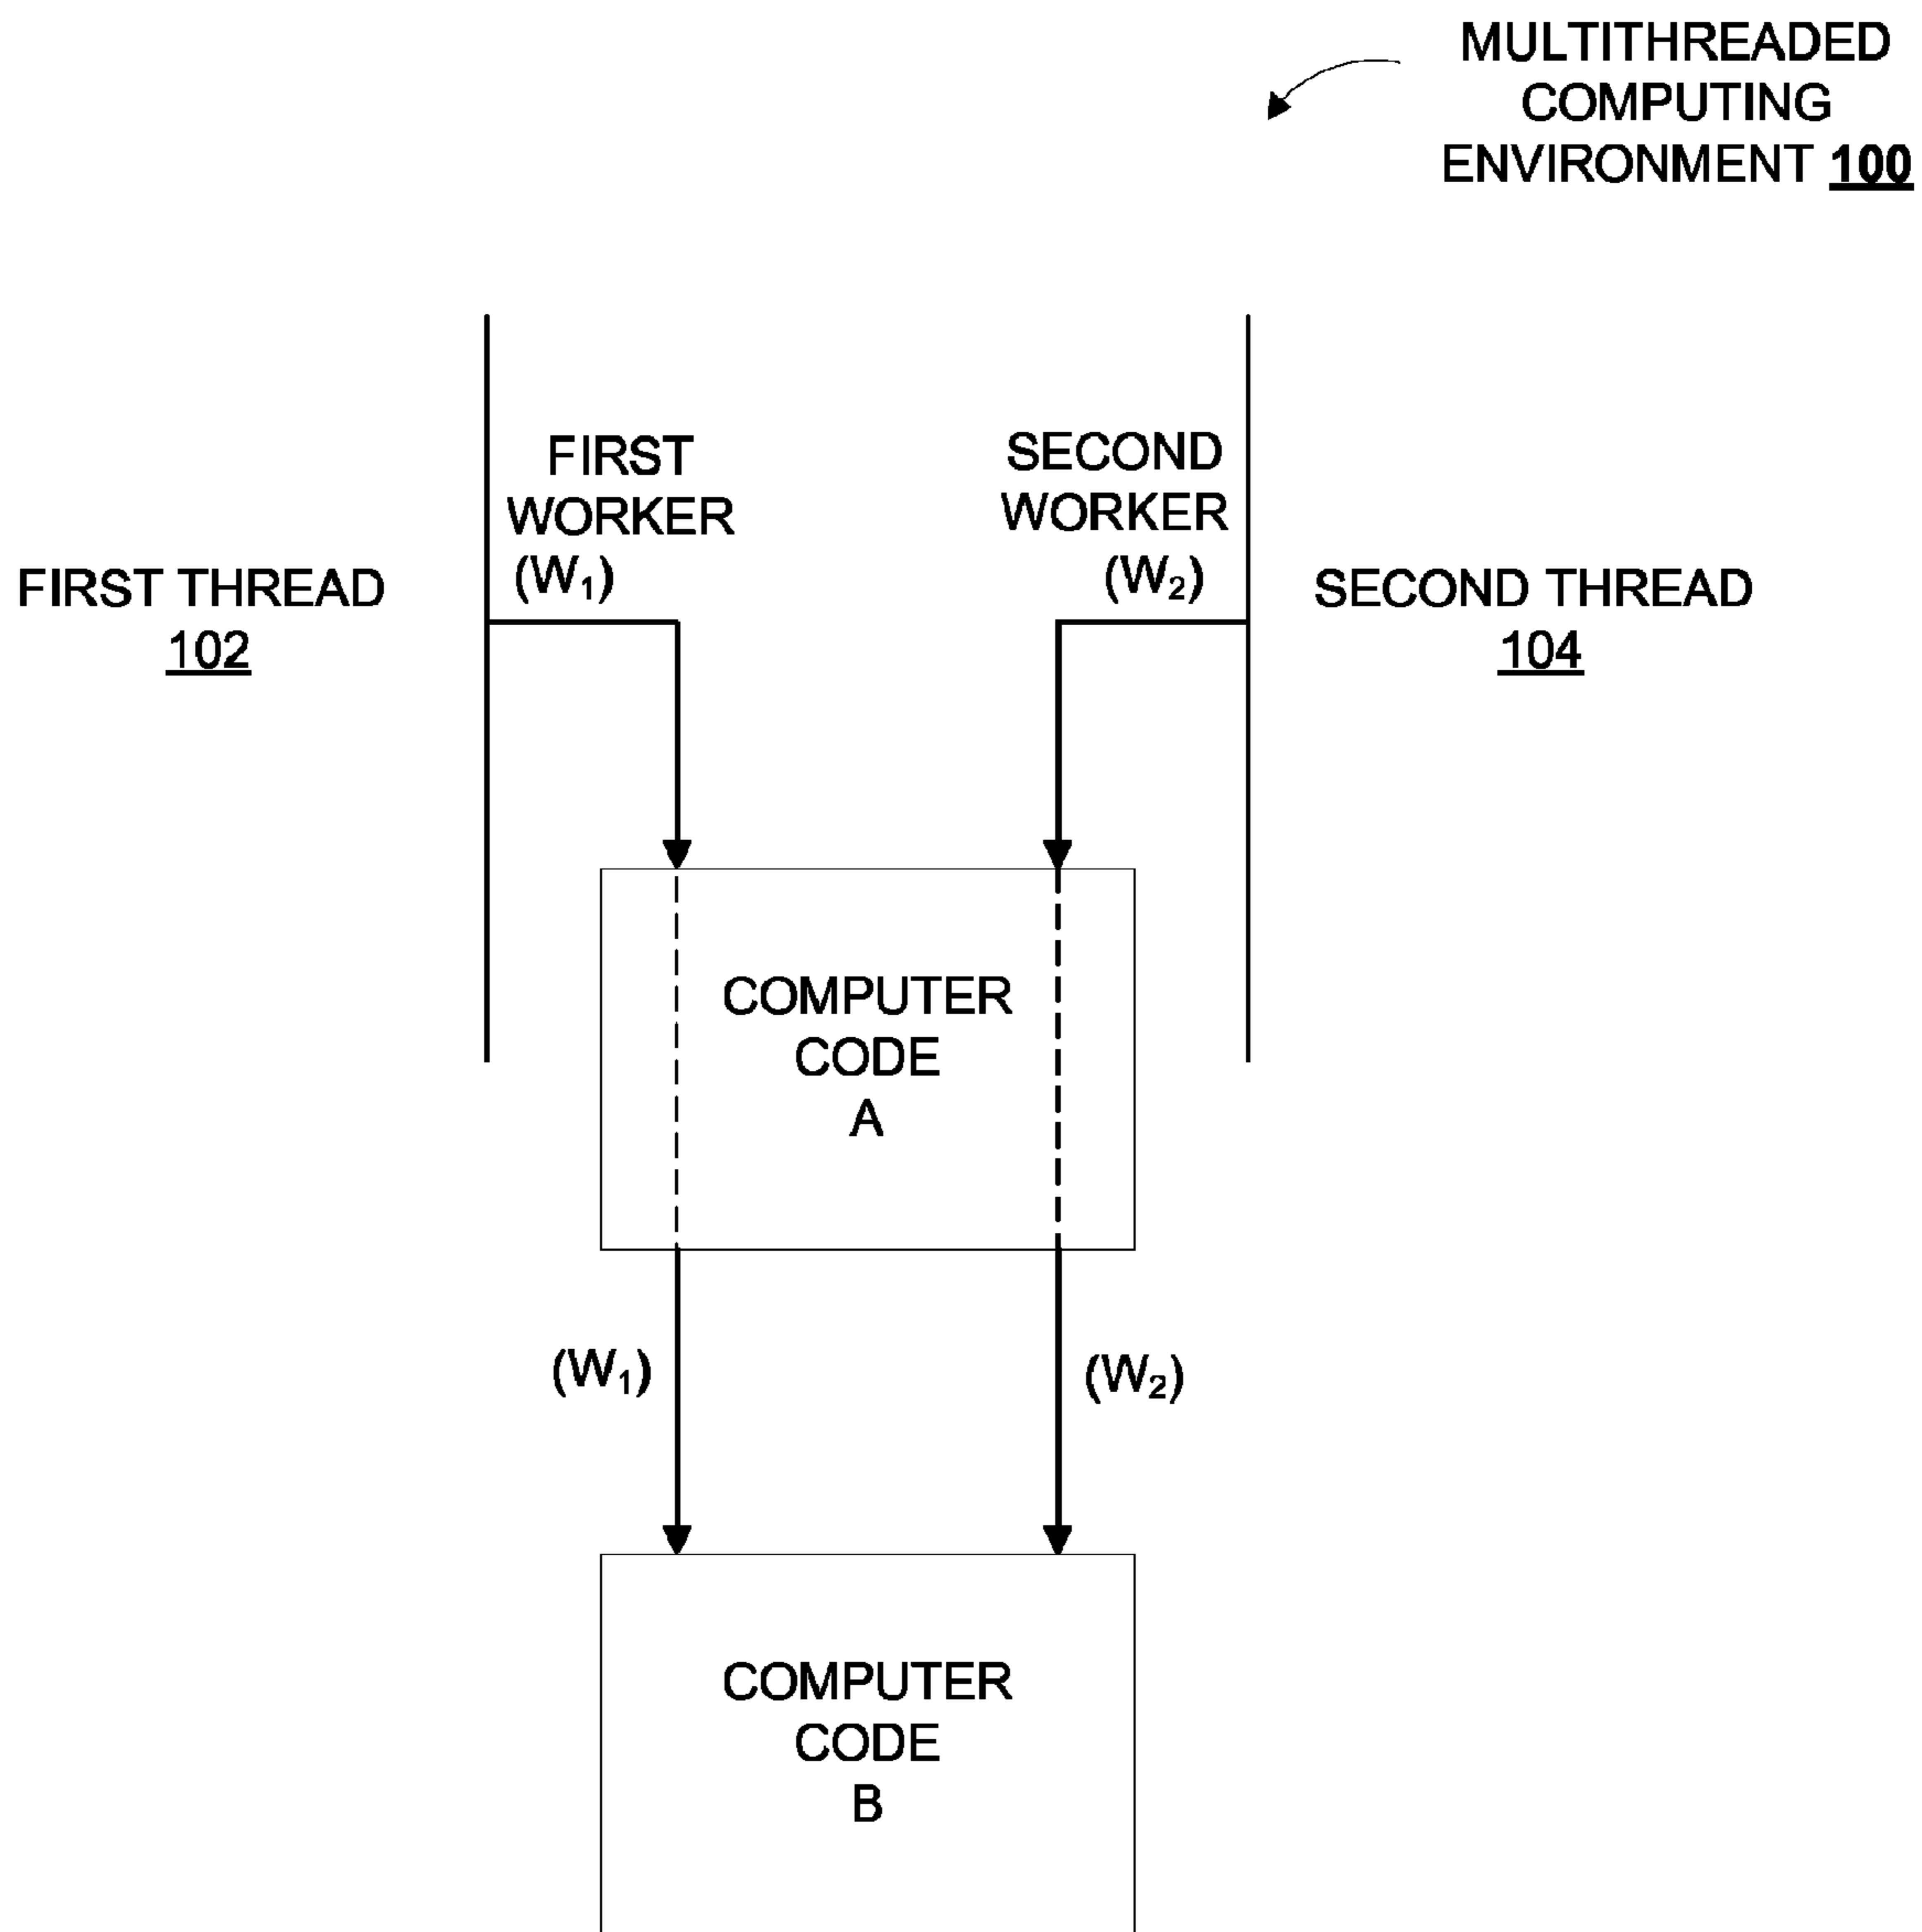 MULTITHREADED
COMPUTING
ENVIRONMENT 100
FIRST
WORKER
(W₁)
SECOND
WORKER
(W₂)
FIRST THREAD
102
SECOND THREAD
104
COMPUTER
CODE
A
(W₁)
(W₂)
COMPUTER
CODE
B